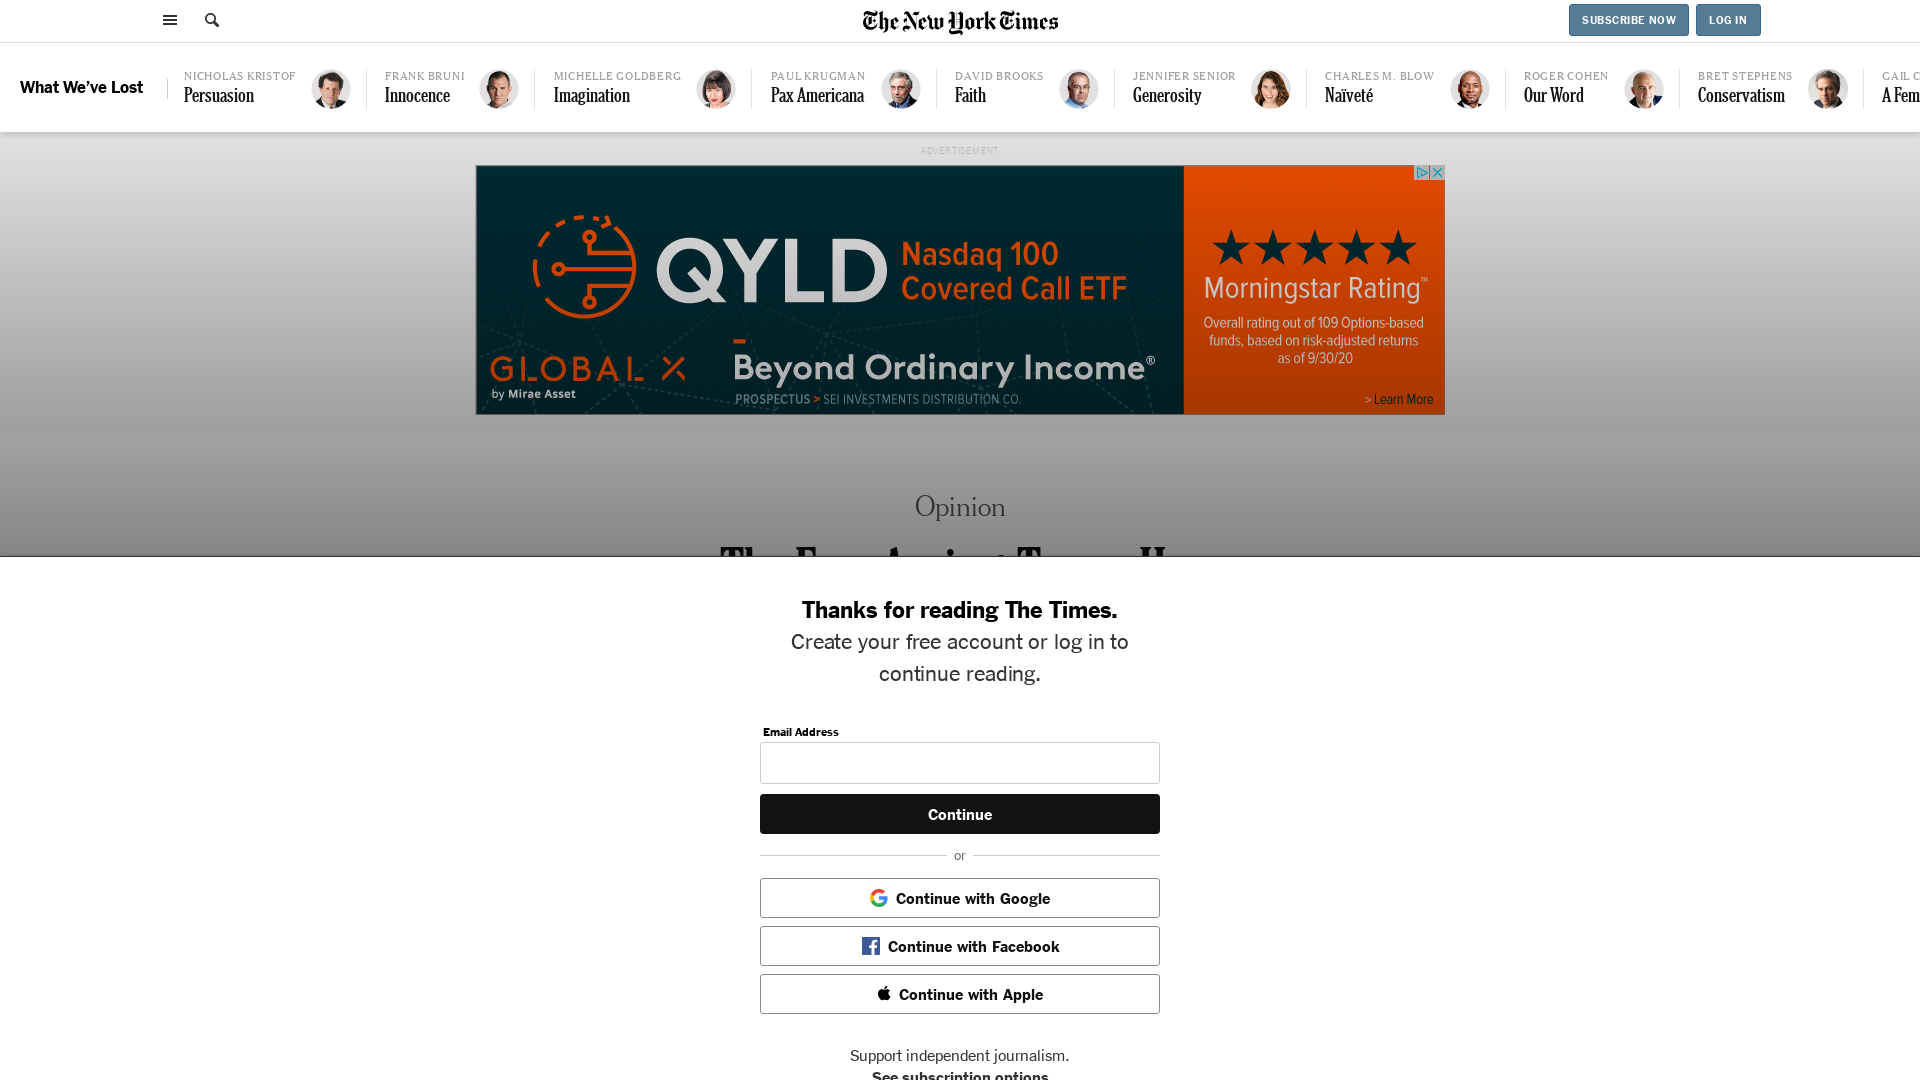 The New York Times
SUBSCRIBE NOW
LOG IN
What We’ve Lost
NICHOLAS KRISTOF
Persuasion
FRANK BRUNI
Innocence
MICHELLE GOLDBERG
Imagination
PAUL KRUGMAN
Pax Americana
DAVID BROOKS
Faith
JENNIFER SENIOR
Generosity
CHARLES M. BLOW
Naïveté
ROGER COHEN
Our Word
BRET STEPHENS
Conservatism
GAIL C
A Fem
ADVERTISEMENT
QYLD
Nasdaq 100
Covered Call ETF
GLOBAL X
by Mirae Asset
Beyond Ordinary Income®
PROSPECTUS > SEI INVESTMENTS DISTRIBUTION CO.
Morningstar Rating™
Overall rating out of 109 Options-based
funds, based on risk-adjusted returns
as of 9/30/20
> Learn More
Opinion
Thanks for reading The Times.
Create your free account or log in to
continue reading.
Email Address
Continue
or
Continue with Google
Continue with Facebook
Continue with Apple
Support independent journalism.
See subscription options